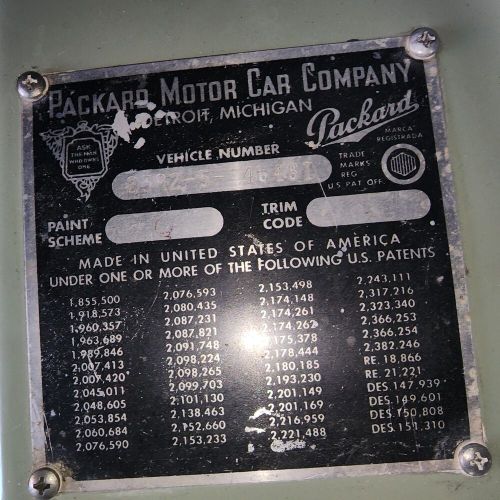 PACKARD MOTOR CAR COMPANY
DETROIT, MICHIGAN
Packard
MARCA
REGISTRADA
ASK
THE MAN
WHO OWNS
ONE
VEHICLE NUMBER
TRADE
MARKS
REG
U.S. PAT. OFF.
PAINT
SCHEME
TRIM
CODE
MADE IN UNITED STATES OF AMERICA
UNDER ONE OR MORE OF THE FOLLOWING U.S. PATENTS
1,855,500 2,076,593 2,153,498 2,243,111
1,918,573 2,080,435 2,174,148 2,317,216
1,960,357 2,087,231 2,174,261 2,323,340
1,963,689 2,087,821 2,174,262 2,366,253
1,989,846 2,091,748 2,175,378 2,366,254
2,007,413 2,098,224 2,178,444 2,382,246
2,007,420 2,098,265 2,180,185 RE. 18,866
2,045,011 2,099,703 2,193,230 RE. 21,221
2,048,605 2,101,130 2,201,149 DES. 147,939
2,053,854 2,138,463 2,201,169 DES. 149,601
2,060,684 2,152,660 2,216,959 DES. 150,808
2,076,590 2,153,233 2,221,488 DES. 151,310